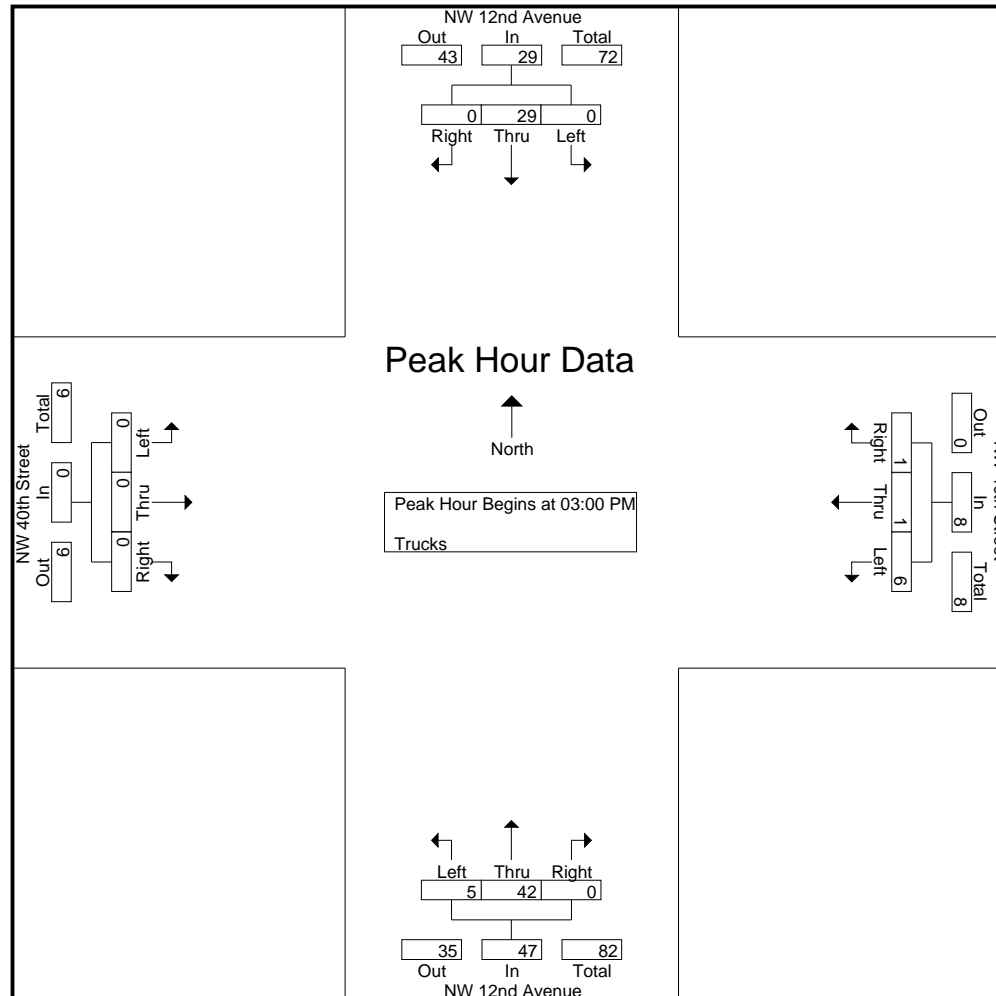 NW 12nd Avenue
Out In Total
43 29 72
0 29 0
Right Thru Left
Peak Hour Data
North
Peak Hour Begins at 03:00 PM
Trucks
NW 40th Street
Total In Out
6 0 6
0 0 0
Left Thru Right
Right Thru Left
1 1 6
0 8 8
Out In Total
Left Thru Right
5 42 0
35 47 82
Out In Total
NW 12nd Avenue